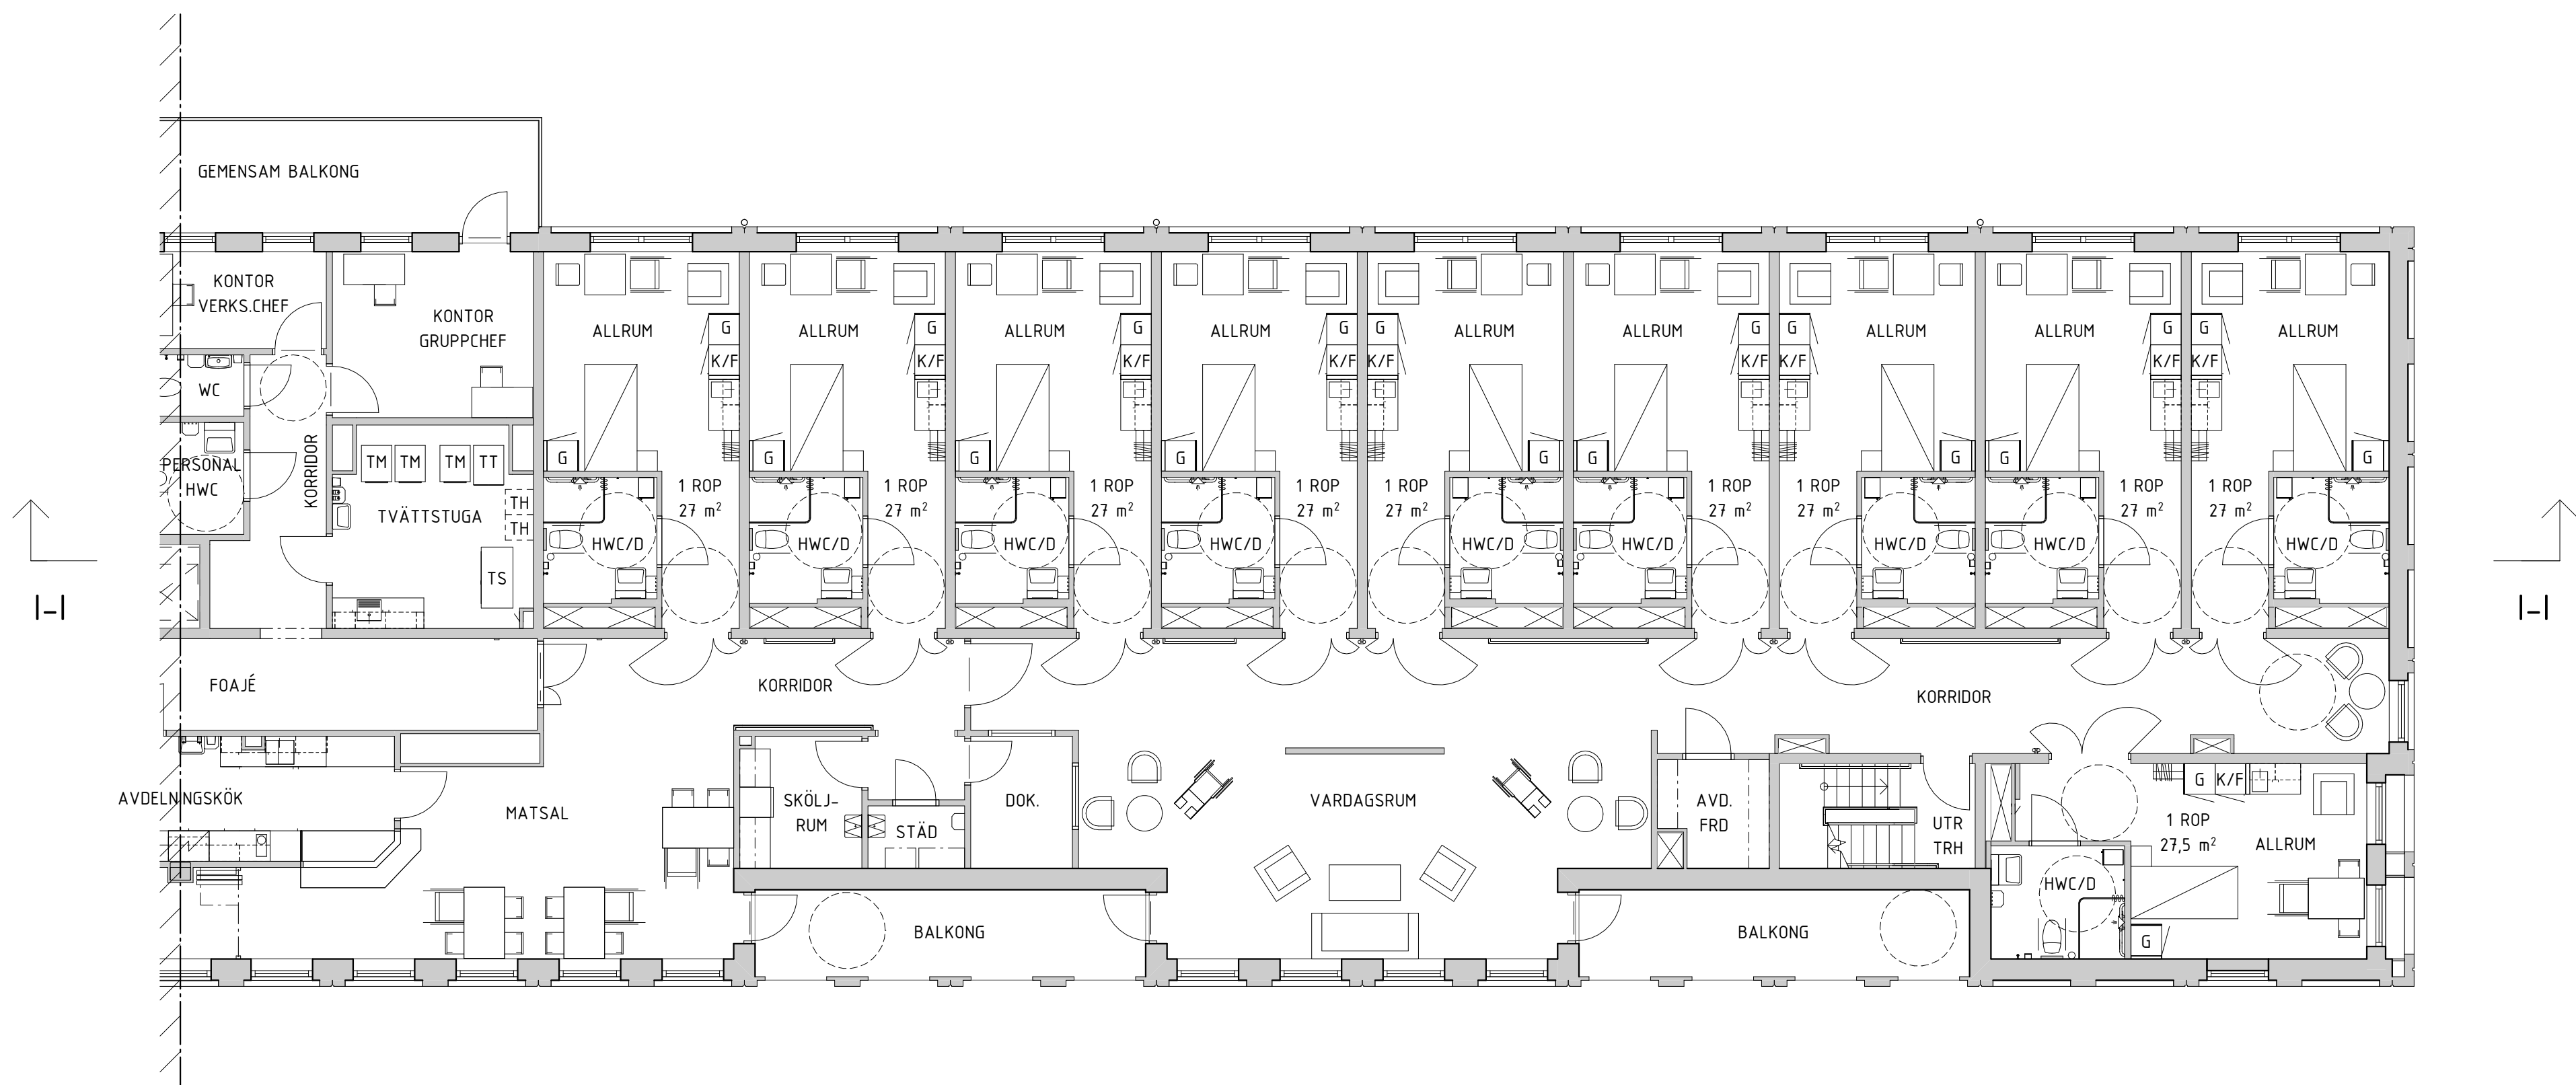 GEMENSAM BALKONG
KONTOR
VERKS.CHEF
KONTOR
GRUPPCHEF
WC
PERSONAL
HWC
KORRIDOR
TM TM TM TT
TH
TH
TVÄTTSTUGA
TS
ALLRUM ALLRUM ALLRUM ALLRUM ALLRUM ALLRUM ALLRUM ALLRUM ALLRUM
G G G G G G G G G
K/F K/F K/F K/F K/F K/F K/F K/F K/F
G G G G G G G G G
1 ROP 1 ROP 1 ROP 1 ROP 1 ROP 1 ROP 1 ROP 1 ROP 1 ROP
27 m² 27 m² 27 m² 27 m² 27 m² 27 m² 27 m² 27 m² 27 m²
HWC/D HWC/D HWC/D HWC/D HWC/D HWC/D HWC/D HWC/D HWC/D
I-I I-I
FOAJÉ
KORRIDOR
KORRIDOR
AVDELNINGSKÖK
MATSAL
SKÖLJ-
RUM
STÄD
DOK.
VARDAGSRUM
AVD.
FRD
UTR
TRH
G K/F
1 ROP
27,5 m²
ALLRUM
HWC/D
G
BALKONG
BALKONG